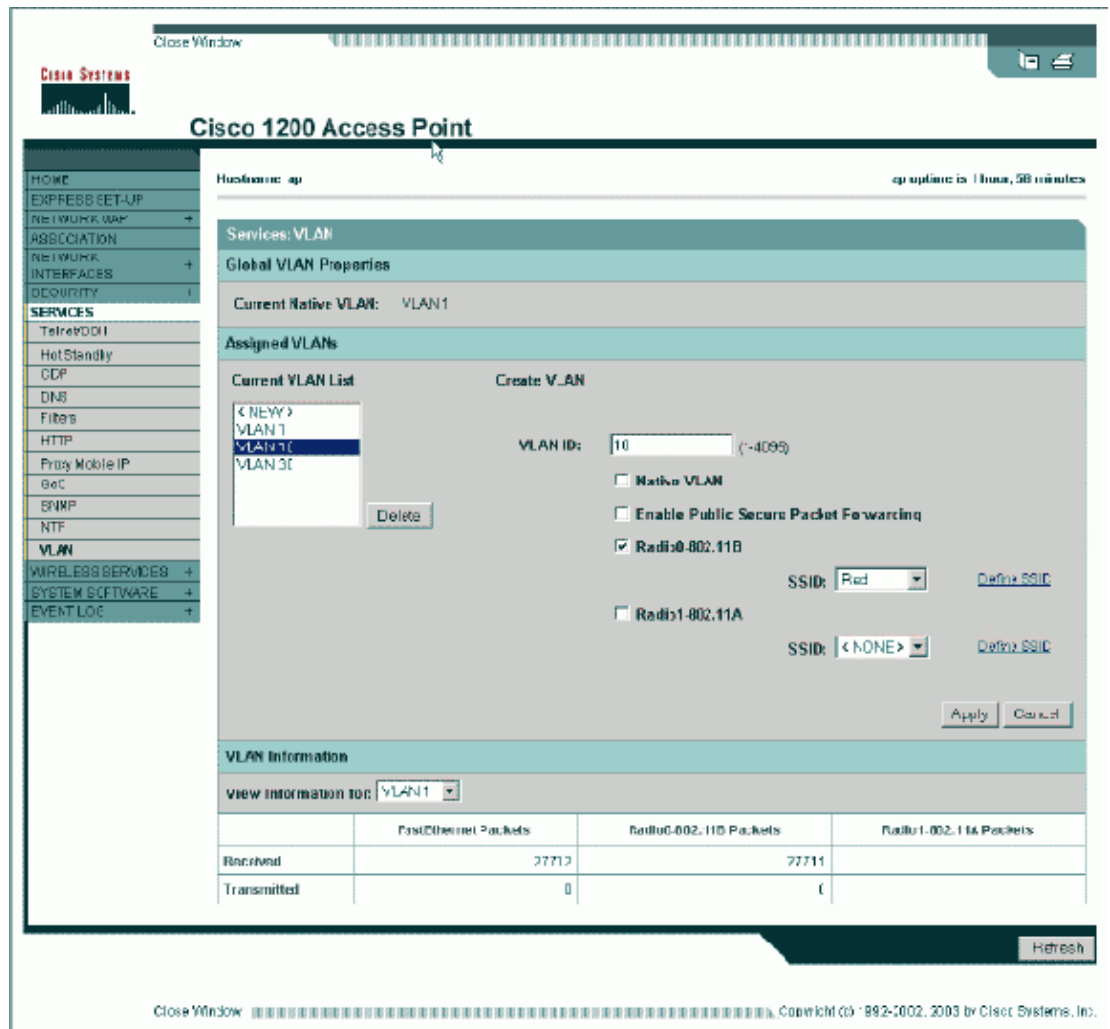 Close Window
CISCO SYSTEMS
Cisco 1200 Access Point
HOME
EXPRESS SET-UP
NETWORK MAP +
ASSOCIATION
NETWORK INTERFACES +
SECURITY
SERVICES
Telnet/SSH
Hot Standby
CDP
DNS
Filters
HTTP
Proxy Mobile IP
QoS
SNMP
NTP
VLAN
WIRELESS SERVICES +
SYSTEM SOFTWARE +
EVENT LOG +
Hostname ap
ap uptime is 1 hour, 58 minutes
Services: VLAN
Global VLAN Properties
Current Native VLAN: VLAN 1
Assigned VLANs
Current VLAN List
< NEW >
VLAN 1
VLAN 10
VLAN 30
Delete
Create VLAN
VLAN ID: 10 (1-4095)
Native VLAN
Enable Public Secure Packet Forwarding
Radio0-802.11B
SSID: Red Define SSID
Radio1-802.11A
SSID: < NONE > Define SSID
Apply Cancel
VLAN Information
View Information for: VLAN 1
FastEthernet Packets Radio0-802.11B Packets Radio1-802.11A Packets
Received 27712 27711
Transmitted 0 0
Refresh
Close Window Copyright (c) 1992-2002, 2003 by Cisco Systems, Inc.